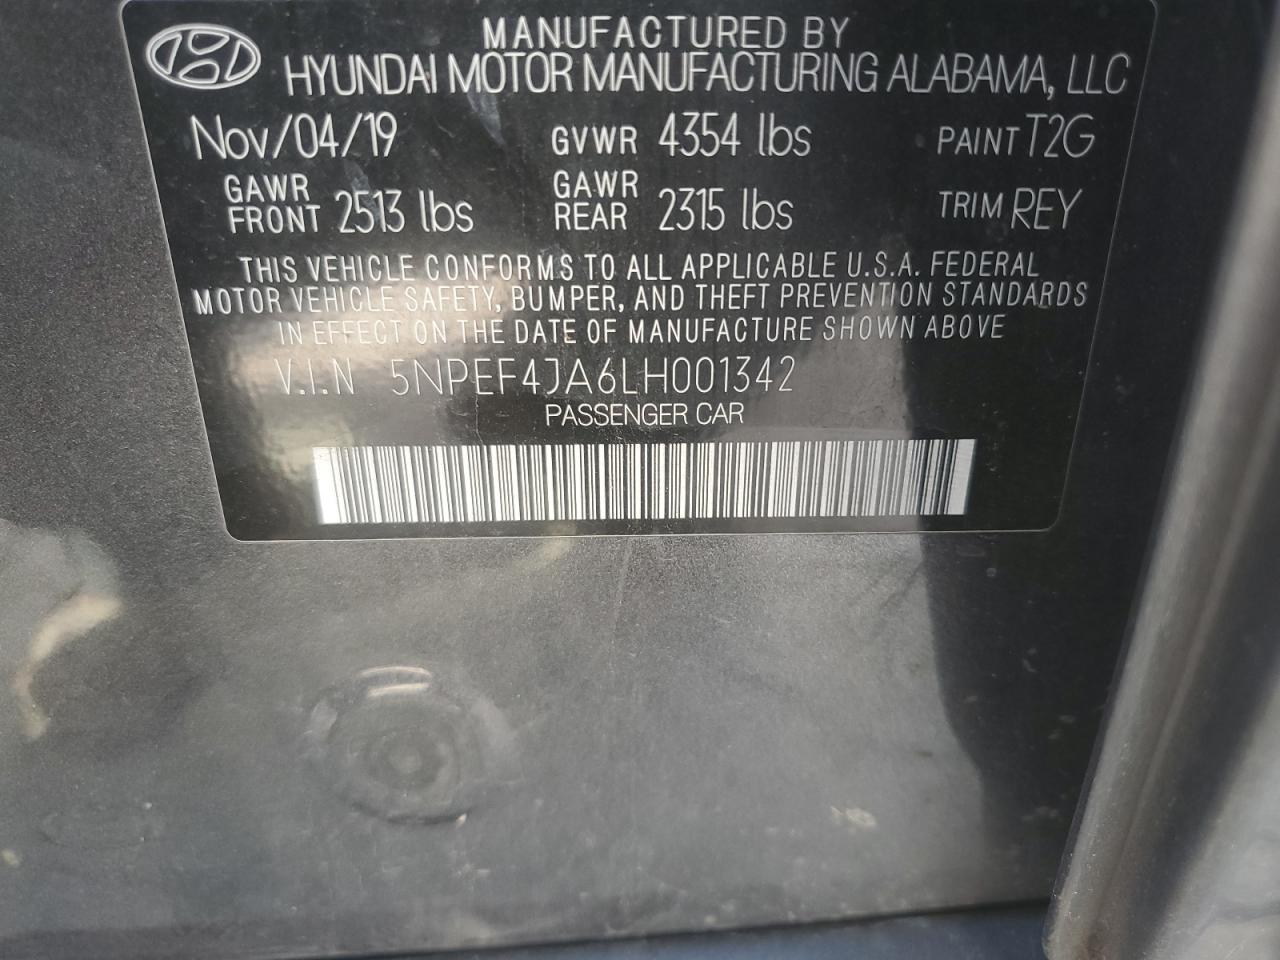 MANUFACTURED BY
HYUNDAI MOTOR MANUFACTURING ALABAMA, LLC
Nov/04/19 GVWR 4354 lbs PAINT T2G
GAWR FRONT 2513 lbs GAWR REAR 2315 lbs TRIM REY
THIS VEHICLE CONFORMS TO ALL APPLICABLE U.S.A. FEDERAL
MOTOR VEHICLE SAFETY, BUMPER, AND THEFT PREVENTION STANDARDS
IN EFFECT ON THE DATE OF MANUFACTURE SHOWN ABOVE
V.I.N 5NPEF4JA6LH001342
PASSENGER CAR